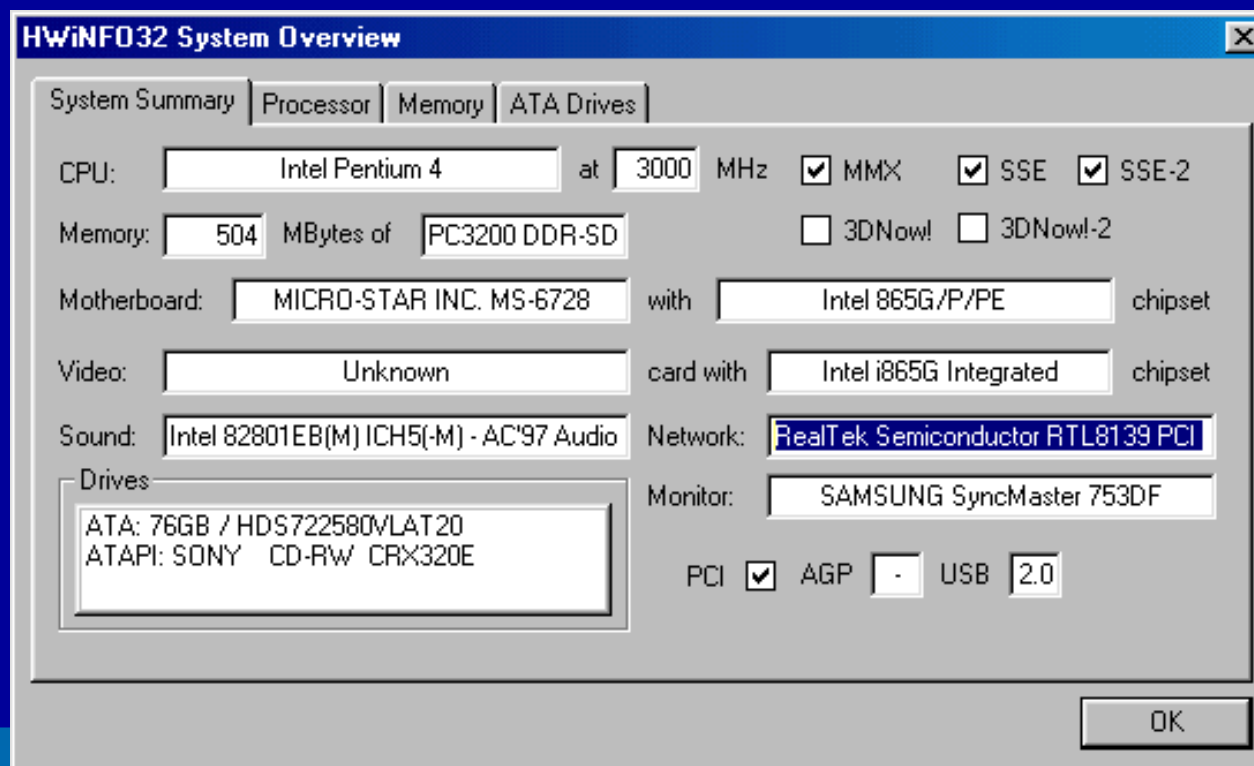 HWiNFO32 System Overview
System Summary Processor Memory ATA Drives
CPU: Intel Pentium 4 at 3000 MHz MMX SSE SSE-2
Memory: 504 MBytes of PC3200 DDR-SD 3DNow! 3DNow!-2
Motherboard: MICRO-STAR INC. MS-6728 with Intel 865G/P/PE chipset
Video: Unknown card with Intel i865G Integrated chipset
Sound: Intel 82801EB(M) ICH5(-M) - AC'97 Audio Network: RealTek Semiconductor RTL8139 PCI
Drives
Monitor: SAMSUNG SyncMaster 753DF
ATA: 76GB / HDS722580VLAT20
ATAPI: SONY CD-RW CRX320E
PCI AGP - USB 2.0
OK